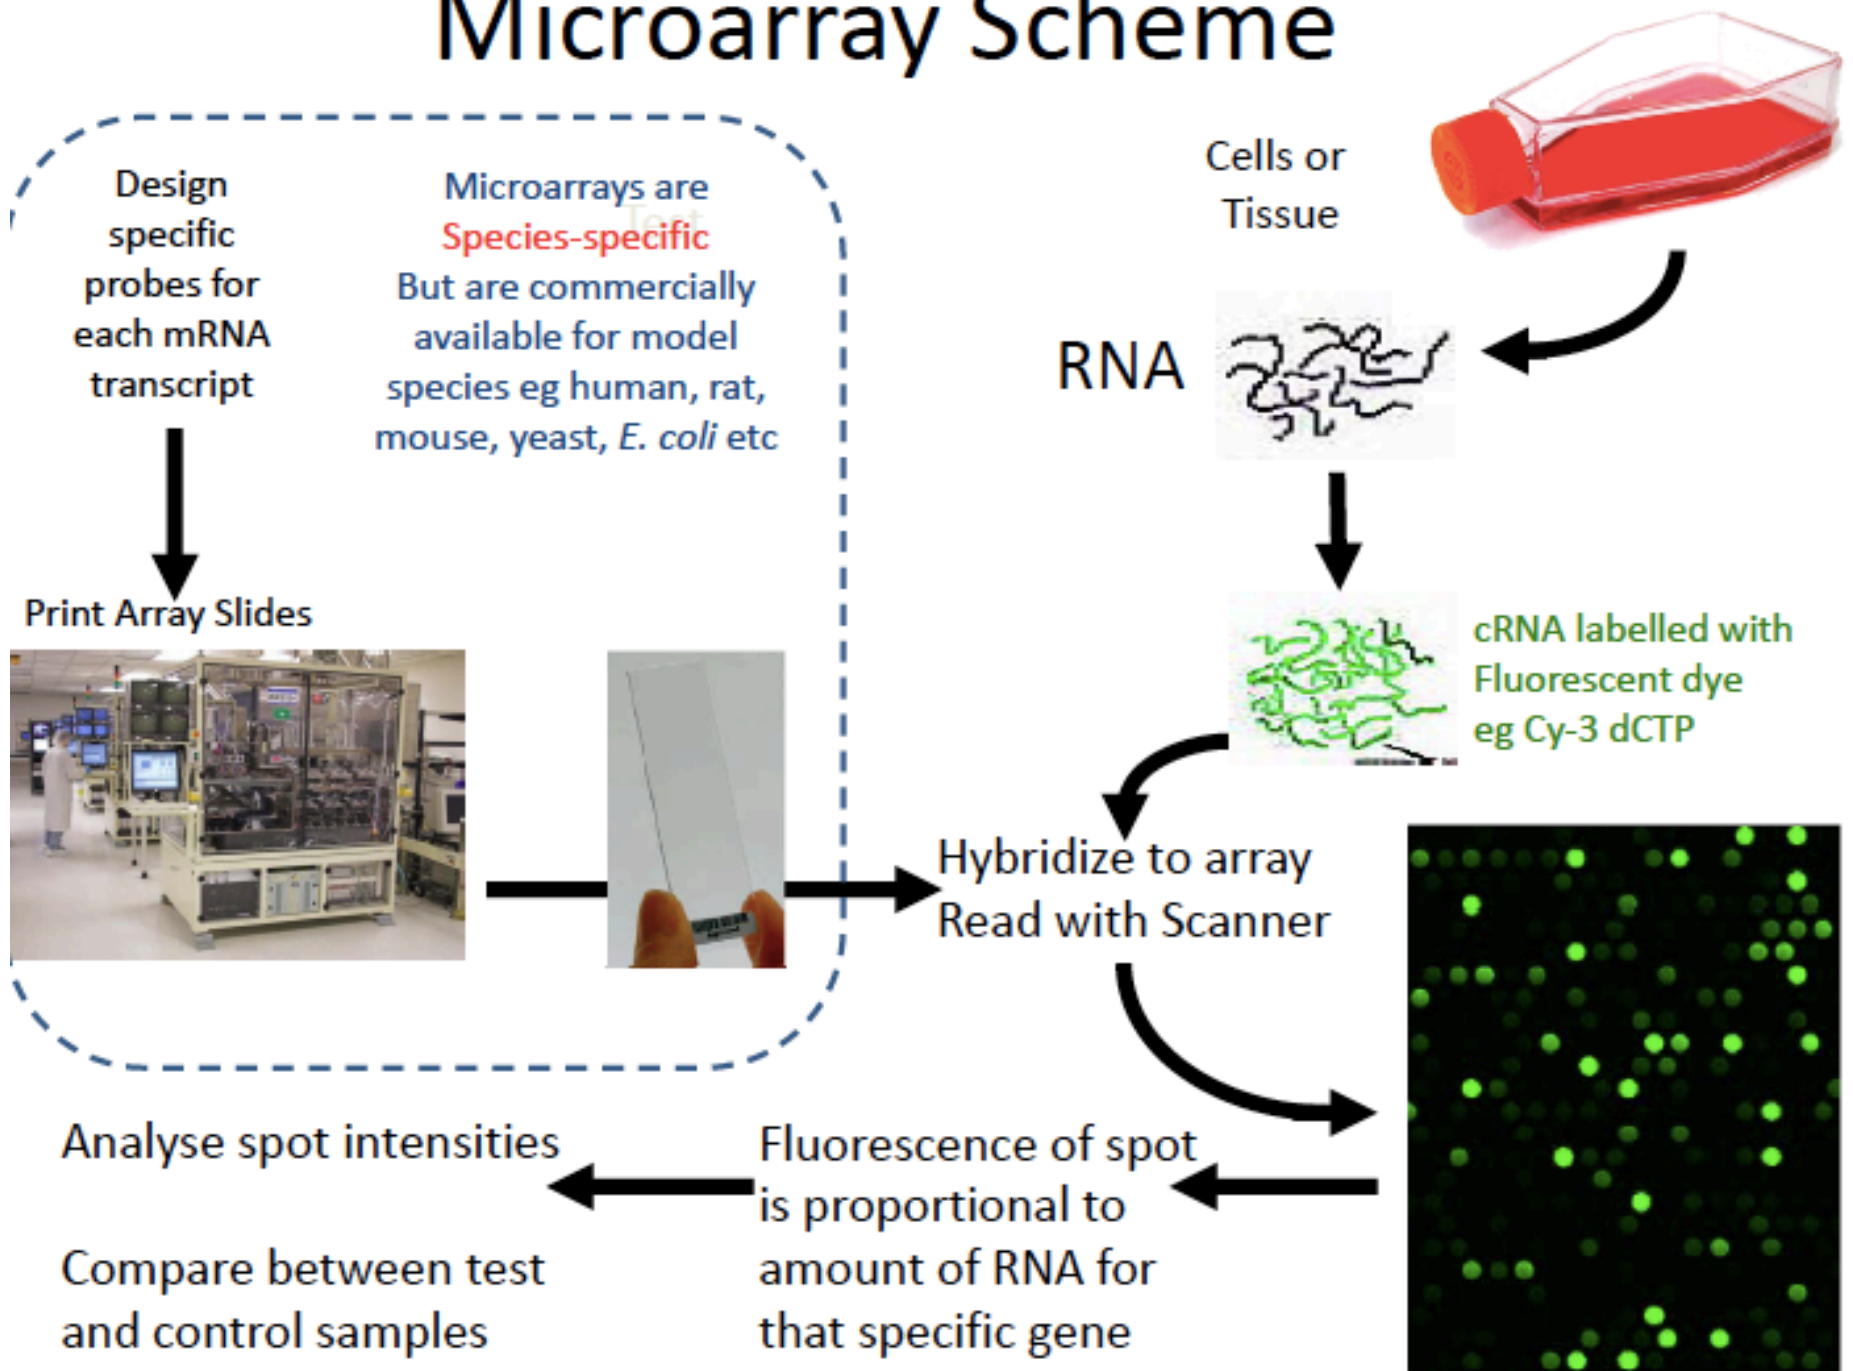 Microarray Scheme
Design
specific
probes for
each mRNA
transcript
Microarrays are
Test
Species-specific
But are commercially
available for model
species eg human, rat,
mouse, yeast, E. coli etc
Print Array Slides
Cells or
Tissue
RNA
cRNA labelled with
Fluorescent dye
eg Cy-3 dCTP
Hybridize to array
Read with Scanner
Fluorescence of spot
is proportional to
amount of RNA for
that specific gene
Analyse spot intensities
Compare between test
and control samples